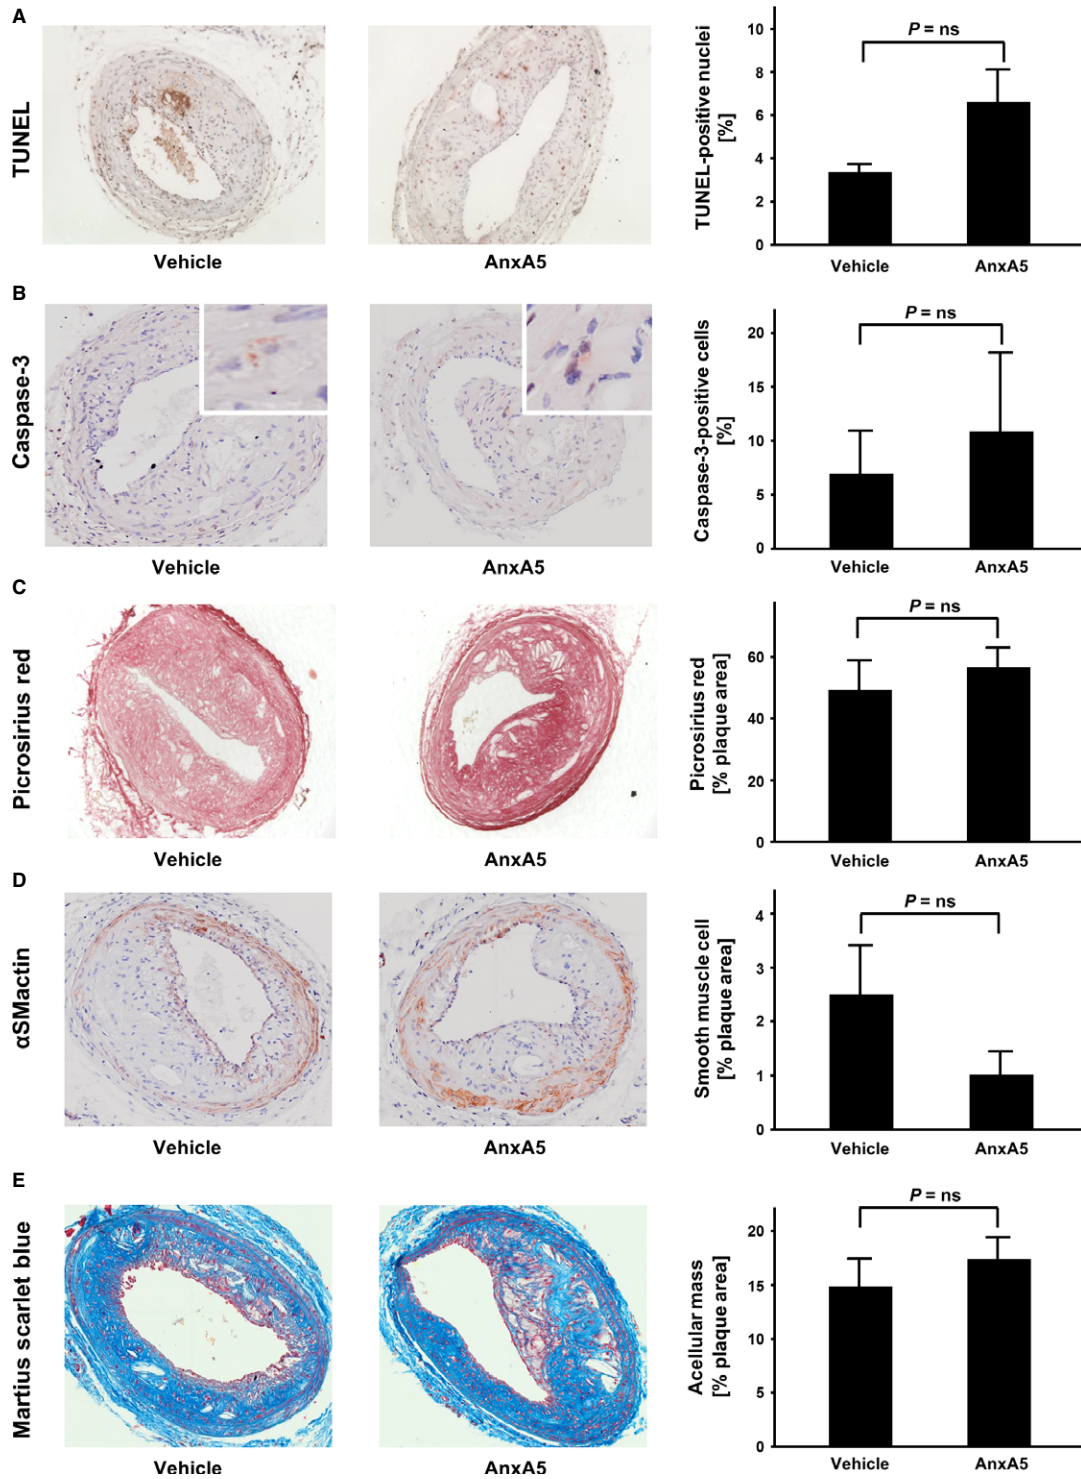 A
TUNEL
Vehicle
AnxA5
TUNEL-positive nuclei
[%]
10
8
6
4
2
0
P = ns
Vehicle
AnxA5
B
Caspase-3
Vehicle
AnxA5
Caspase-3-positive cells
[%]
20
15
10
5
0
P = ns
Vehicle
AnxA5
C
Picrosirius red
Vehicle
AnxA5
Picrosirius red
[% plaque area]
60
40
20
0
P = ns
Vehicle
AnxA5
D
αSMactin
Vehicle
AnxA5
Smooth muscle cell
[% plaque area]
4
3
2
1
0
P = ns
Vehicle
AnxA5
E
Martius scarlet blue
Vehicle
AnxA5
Acellular mass
[% plaque area]
20
15
10
5
0
P = ns
Vehicle
AnxA5